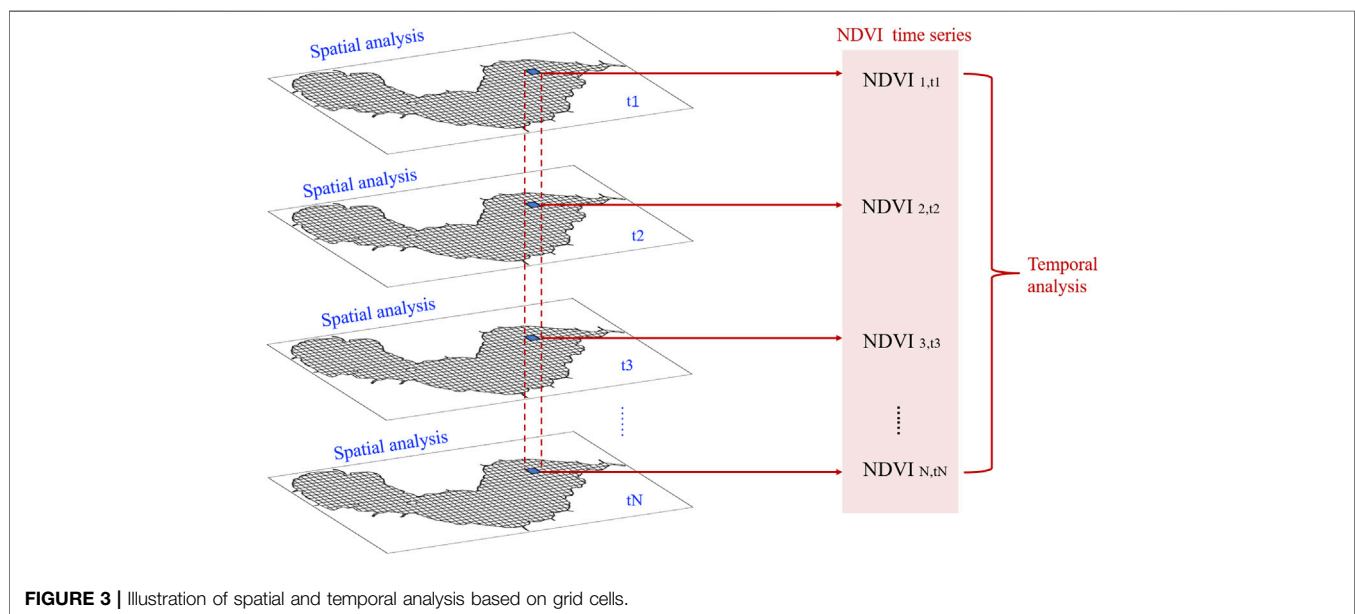 Spatial analysis
t1
NDVI time series
NDVI 1,t1
Spatial analysis
t2
NDVI 2,t2
Temporal
analysis
Spatial analysis
t3
NDVI 3,t3
......
......
Spatial analysis
tN
NDVI N,tN
FIGURE 3 | Illustration of spatial and temporal analysis based on grid cells.